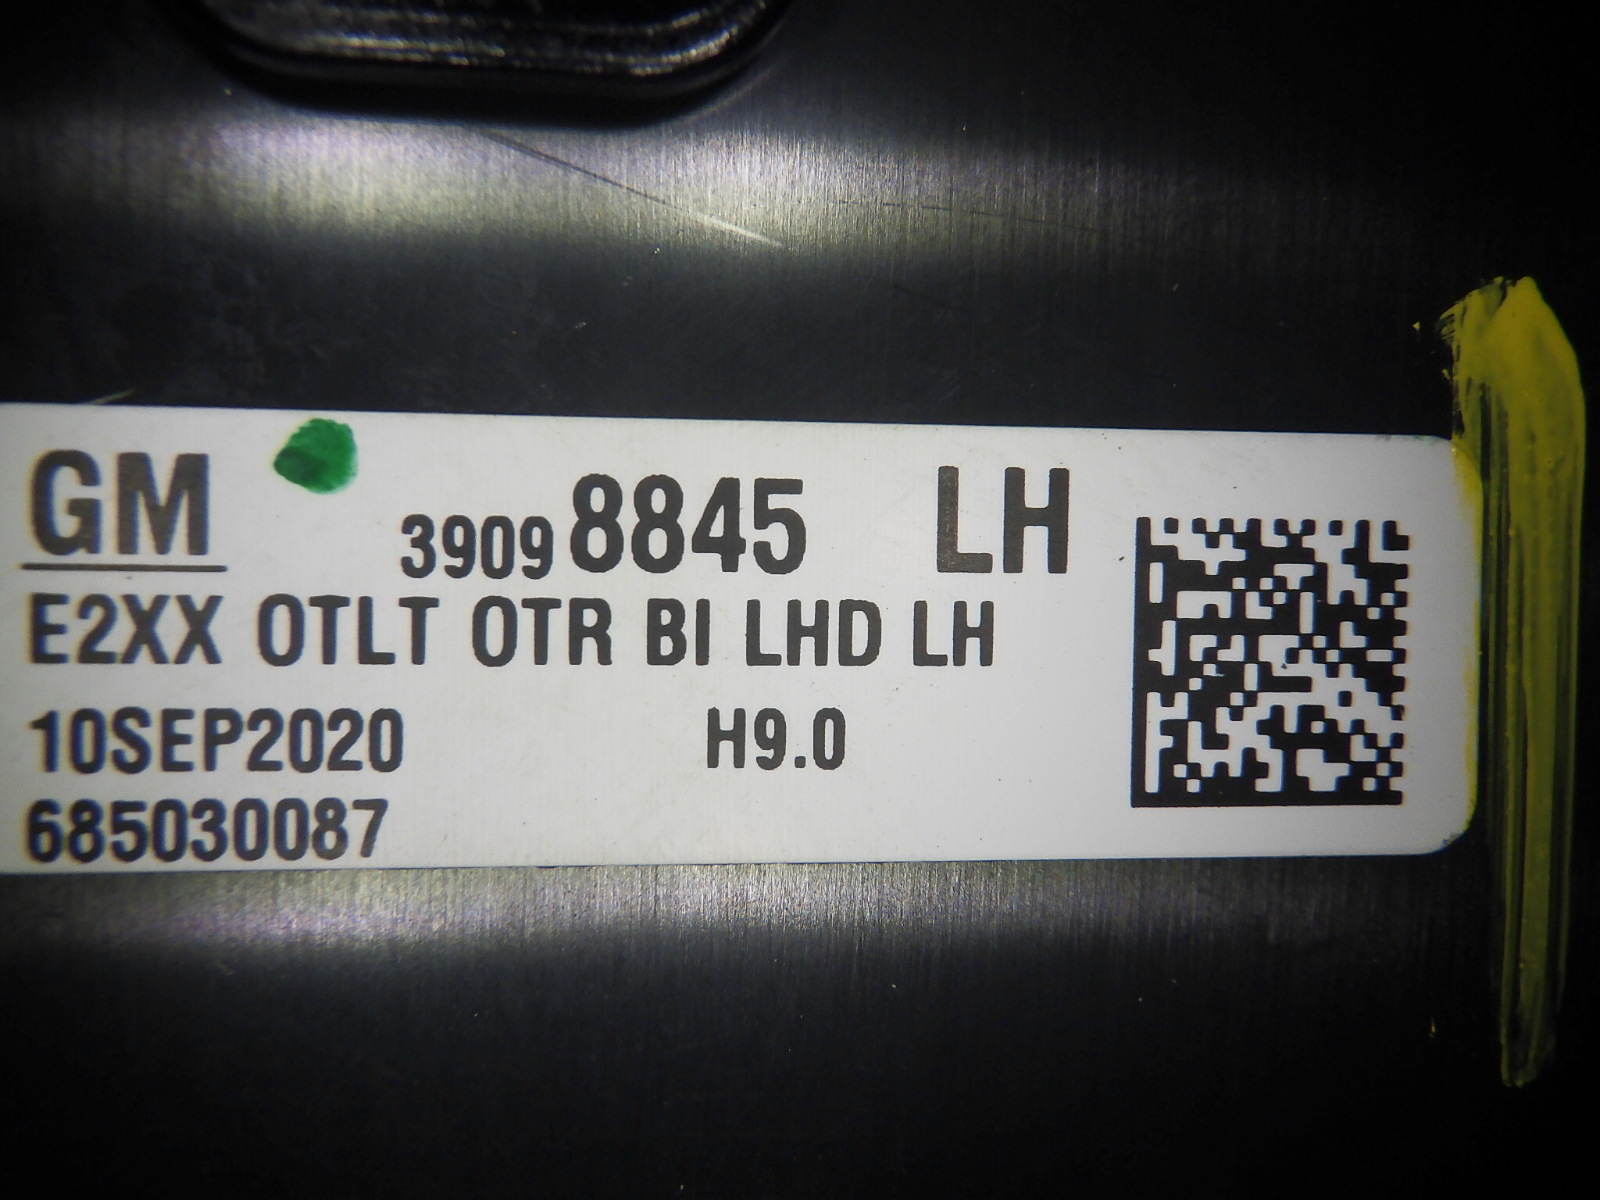 GM 39098845 LH
E2XX OTLT OTR BI LHD LH
10SEP2020 H9.0
685030087